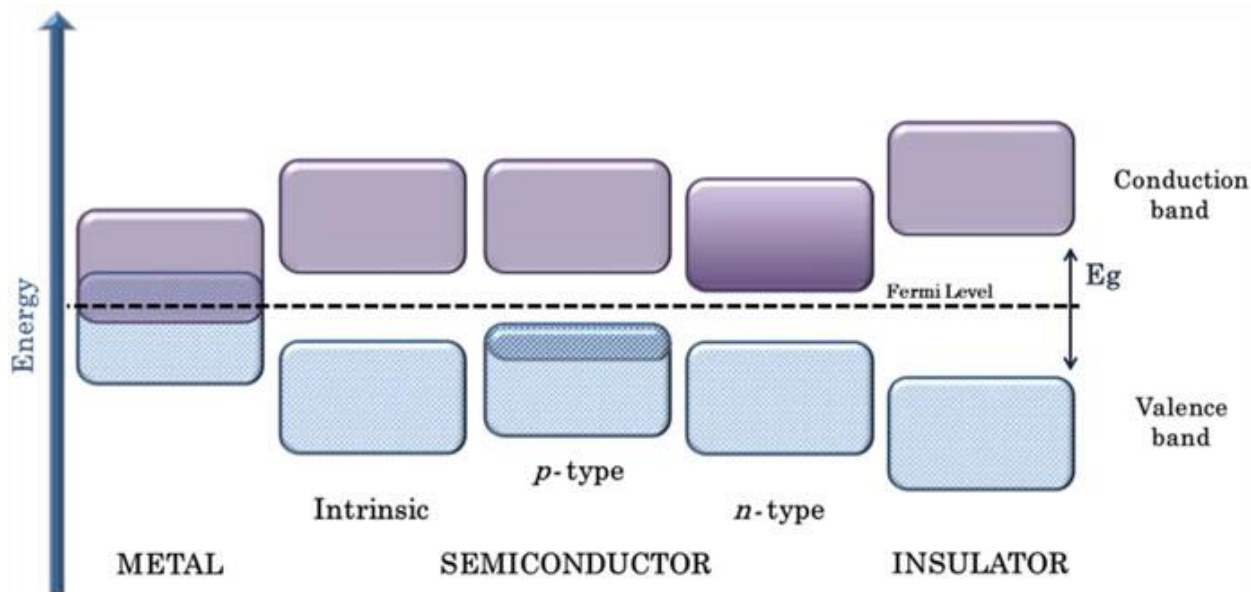 Energy
Conduction
band
Fermi Level
Eg
Valence
band
p-type
Intrinsic
n-type
METAL
SEMICONDUCTOR
INSULATOR